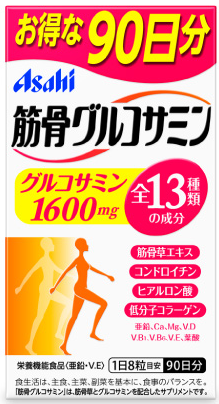 お得な90日分
Asahi
筋骨グルコサミン
グルコサミン
1600mg
全13種類
の成分
筋骨草エキス
コンドロイチン
ヒアルロン酸
低分子コラーゲン
亜鉛、Ca、Mg、V.D
V.B1、V.B6、V.E、葉酸
栄養機能食品(亜鉛・V.E) 1日8粒目安 90日分
食生活は、主食、主菜、副菜を基本に、食事のバランスを。
「筋骨グルコサミン」は、筋骨草とグルコサミンを配合したサプリメントです。